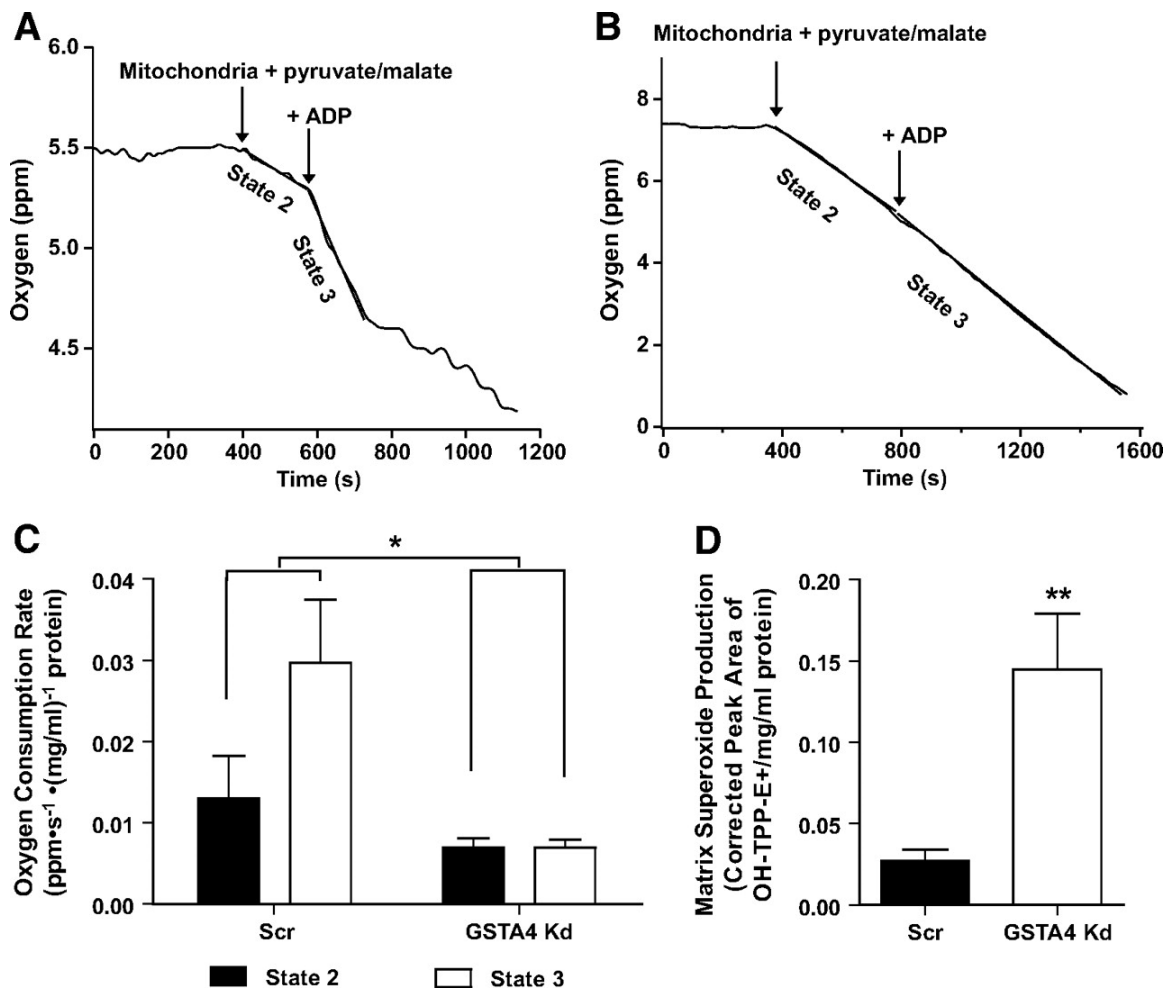 A
6.0
5.5
5.0
4.5
Oxygen (ppm)
Mitochondria + pyruvate/malate
+ ADP
State 2
State 3
0 200 400 600 800 1000 1200
Time (s)
B
Mitochondria + pyruvate/malate
8
6
4
2
0
Oxygen (ppm)
+ ADP
State 2
State 3
0 400 800 1200 1600
Time (s)
C
*
0.04
0.03
0.02
0.01
0.00
Oxygen Consumption Rate
(ppm•s⁻¹ •(mg/ml)⁻¹ protein)
Scr GSTA4 Kd
State 2 State 3
D
0.20
0.15
0.10
0.05
0.00
Matrix Superoxide Production
(Corrected Peak Area of
OH-TPP-E+/mg/ml protein)
**
Scr GSTA4 Kd